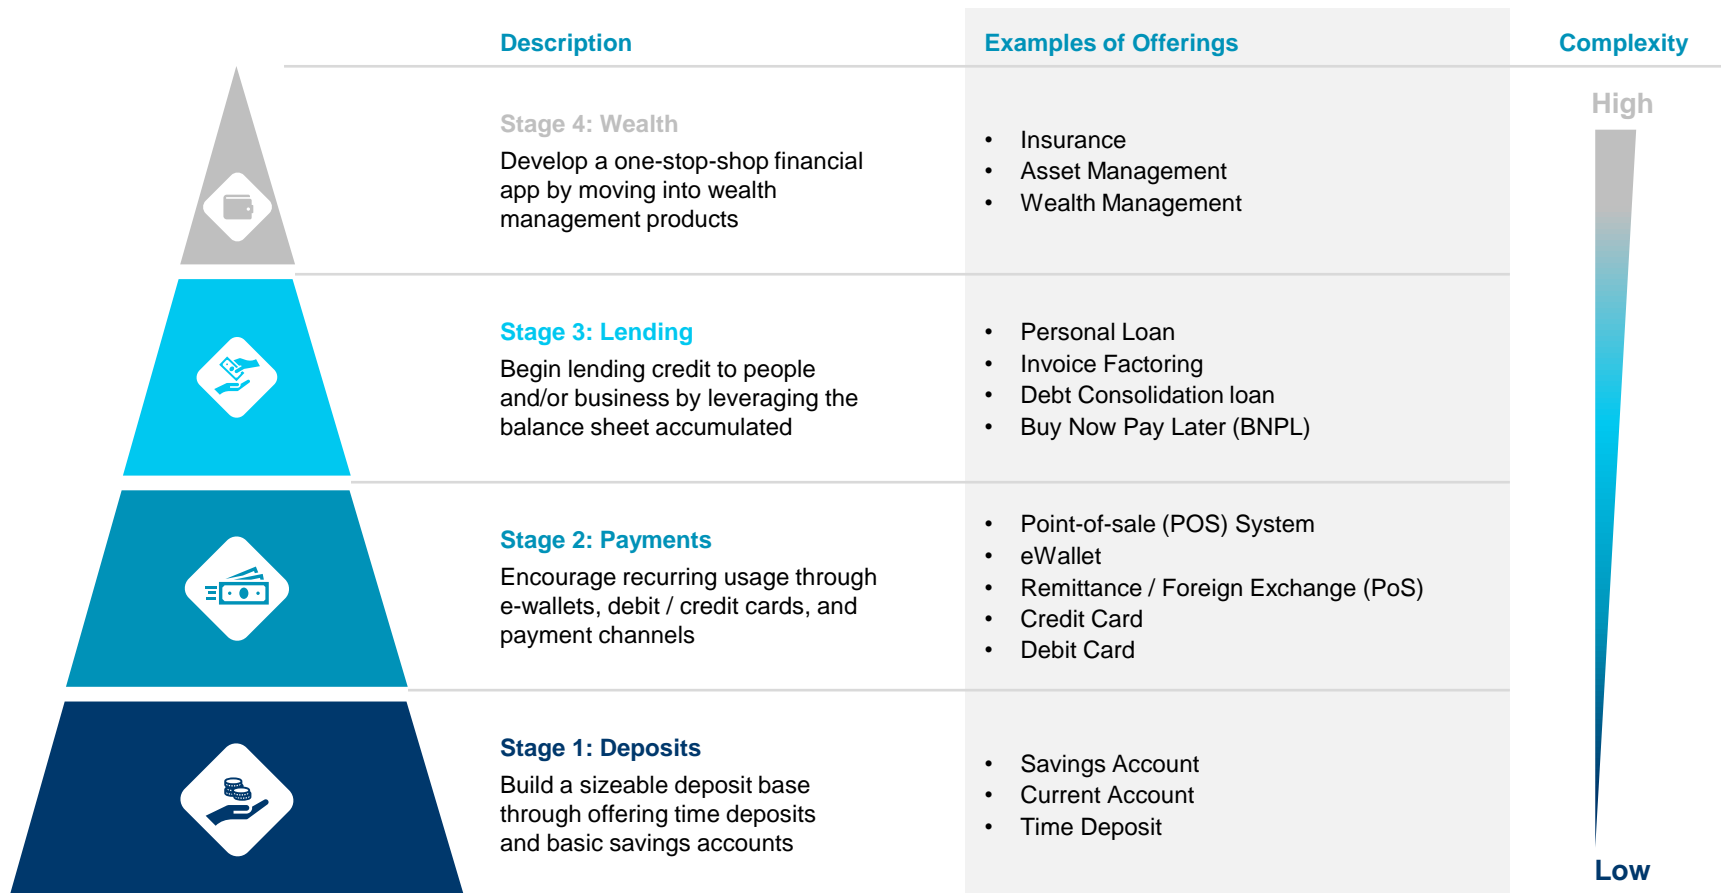 Description
Examples of Offerings
Complexity
Stage 4: Wealth
Develop a one-stop-shop financial
app by moving into wealth
management products
• Insurance
• Asset Management
• Wealth Management
High
Stage 3: Lending
Begin lending credit to people
and/or business by leveraging the
balance sheet accumulated
• Personal Loan
• Invoice Factoring
• Debt Consolidation loan
• Buy Now Pay Later (BNPL)
Stage 2: Payments
Encourage recurring usage through
e-wallets, debit / credit cards, and
payment channels
• Point-of-sale (POS) System
• eWallet
• Remittance / Foreign Exchange (PoS)
• Credit Card
• Debit Card
Stage 1: Deposits
Build a sizeable deposit base
through offering time deposits
and basic savings accounts
• Savings Account
• Current Account
• Time Deposit
Low